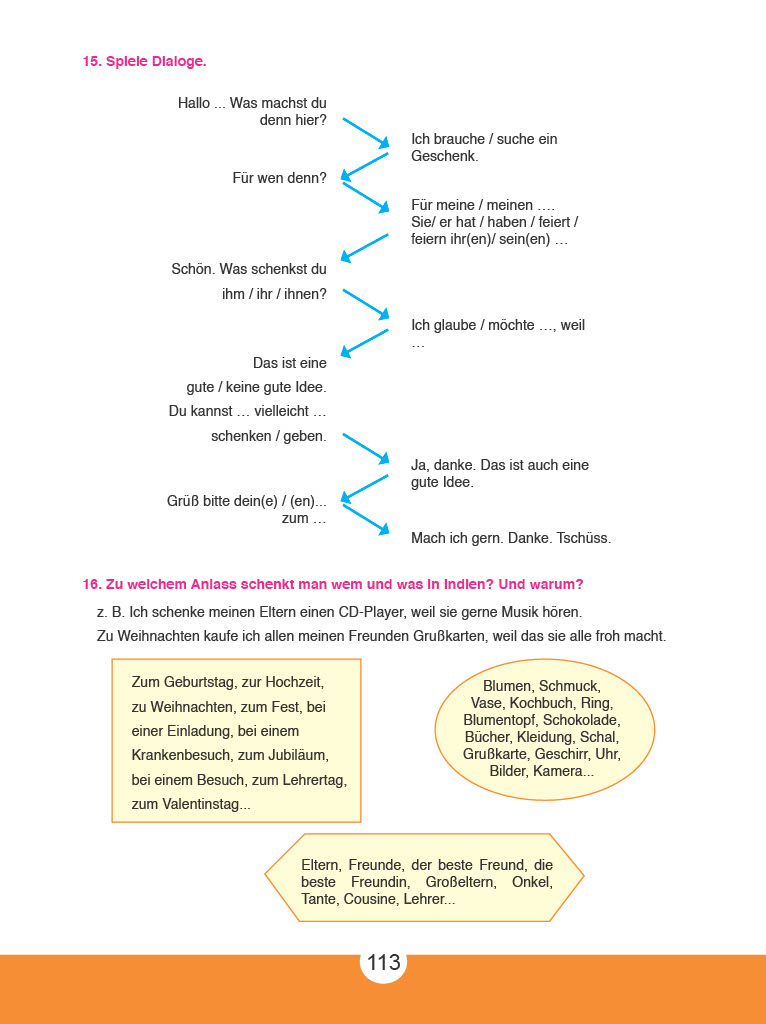 15. Spiele Dialoge.
Hallo ... Was machst du
denn hier?
Ich brauche / suche ein
Geschenk.
Für wen denn?
Für meine / meinen ….
Sie/ er hat / haben / feiert /
feiern ihr(en)/ sein(en) …
Schön. Was schenkst du
ihm / ihr / ihnen?
Ich glaube / möchte …, weil
…
Das ist eine
gute / keine gute Idee.
Du kannst … vielleicht …
schenken / geben.
Ja, danke. Das ist auch eine
gute Idee.
Grüß bitte dein(e) / (en)...
zum …
Mach ich gern. Danke. Tschüss.
16. Zu welchem Anlass schenkt man wem und was in Indien? Und warum?
z. B. Ich schenke meinen Eltern einen CD-Player, weil sie gerne Musik hören.
Zu Weihnachten kaufe ich allen meinen Freunden Grußkarten, weil das sie alle froh macht.
Zum Geburtstag, zur Hochzeit,
zu Weihnachten, zum Fest, bei
einer Einladung, bei einem
Krankenbesuch, zum Jubiläum,
bei einem Besuch, zum Lehrertag,
zum Valentinstag...
Blumen, Schmuck,
Vase, Kochbuch, Ring,
Blumentopf, Schokolade,
Bücher, Kleidung, Schal,
Grußkarte, Geschirr, Uhr,
Bilder, Kamera...
Eltern, Freunde, der beste Freund, die
beste Freundin, Großeltern, Onkel,
Tante, Cousine, Lehrer...
113